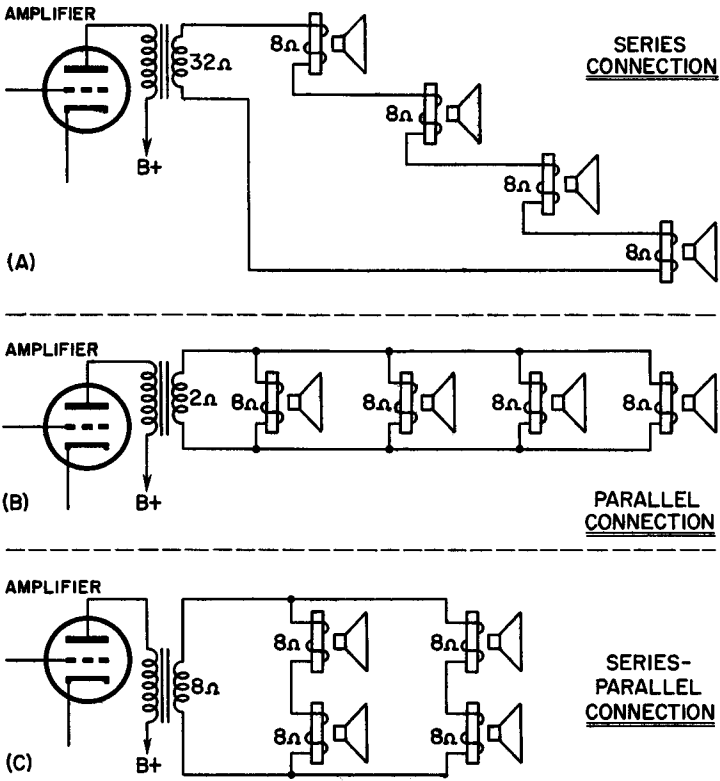 AMPLIFIER
32Ω
8Ω
8Ω
8Ω
8Ω
B+
SERIES
CONNECTION
(A)
AMPLIFIER
2Ω
8Ω
8Ω
8Ω
8Ω
B+
(B)
PARALLEL
CONNECTION
AMPLIFIER
8Ω
8Ω
8Ω
8Ω
8Ω
B+
SERIES-
PARALLEL
CONNECTION
(C)